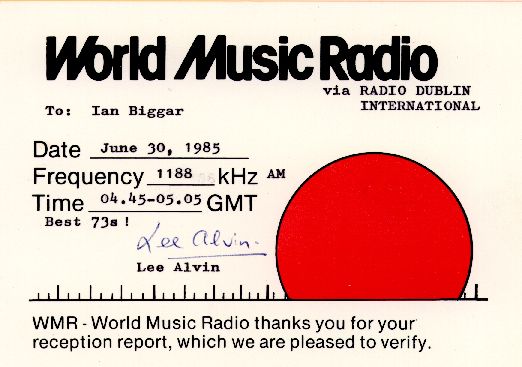 World Music Radio
via RADIO DUBLIN
INTERNATIONAL
To: Ian Biggar
Date June 30, 1985
Frequency 1188 kHz AM
Time 04.45-05.05 GMT
Best 73s!
Lee Alvin.
Lee Alvin
WMR - World Music Radio thanks you for your
reception report, which we are pleased to verify.